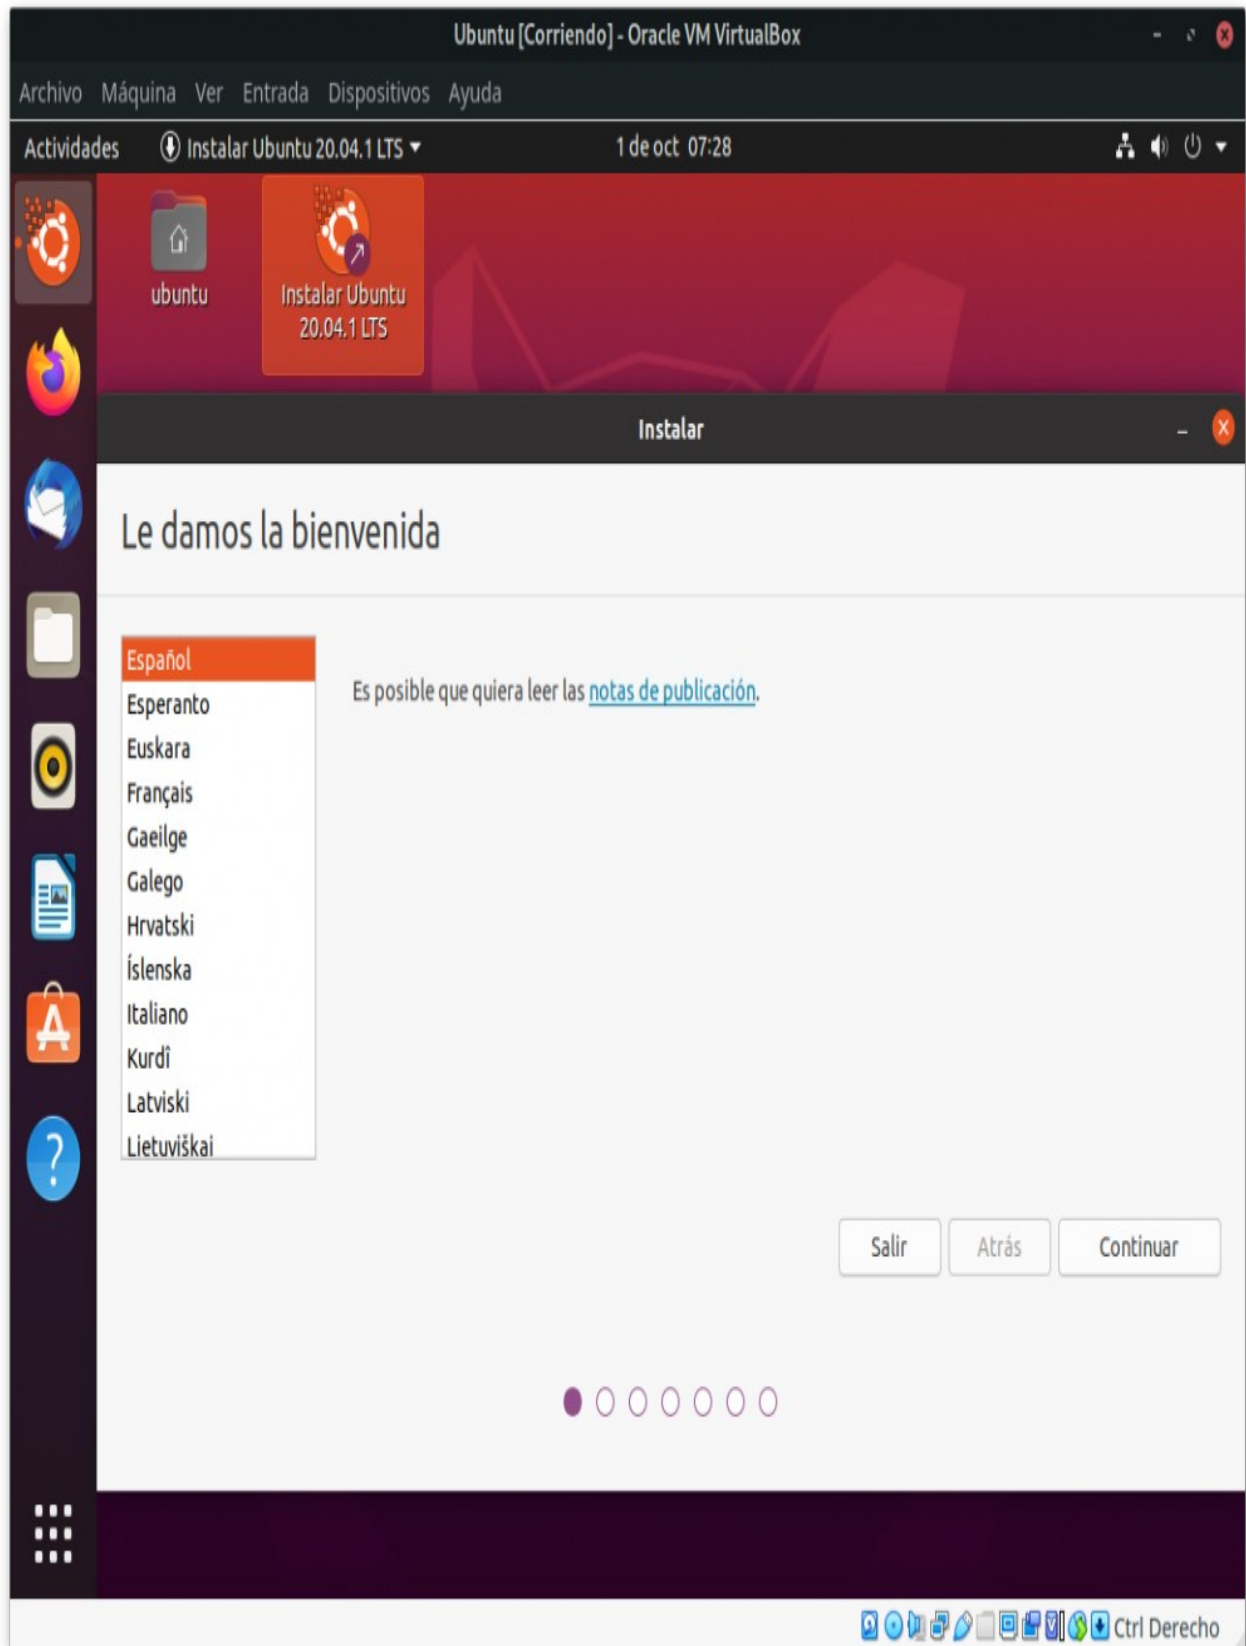 Ubuntu [Corriendo] - Oracle VM VirtualBox
Archivo Máquina Ver Entrada Dispositivos Ayuda
Actividades Instalar Ubuntu 20.04.1 LTS 1 de oct 07:28
ubuntu
Instalar Ubuntu
20.04.1 LTS
Instalar
Le damos la bienvenida
Español
Esperanto
Euskara
Français
Gaeilge
Galego
Hrvatski
Íslenska
Italiano
Kurdî
Latviski
Lietuviškai
Es posible que quiera leer las notas de publicación.
Salir Atrás Continuar
Ctrl Derecho